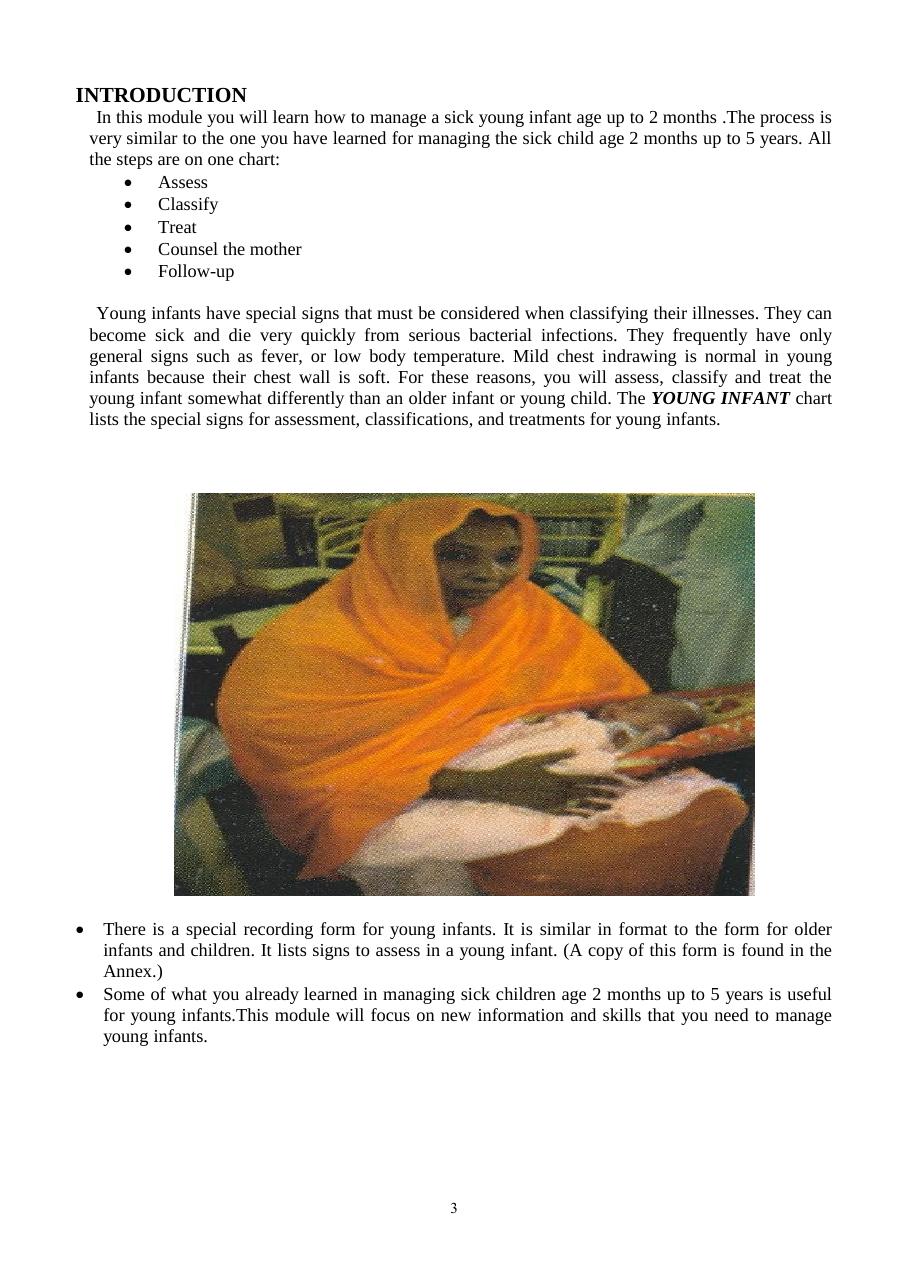 INTRODUCTION
In this module you will learn how to manage a sick young infant age up to 2 months .The process is
very similar to the one you have learned for managing the sick child age 2 months up to 5 years. All
the steps are on one chart:
• Assess
• Classify
• Treat
• Counsel the mother
• Follow-up
Young infants have special signs that must be considered when classifying their illnesses. They can
become sick and die very quickly from serious bacterial infections. They frequently have only
general signs such as fever, or low body temperature. Mild chest indrawing is normal in young
infants because their chest wall is soft. For these reasons, you will assess, classify and treat the
young infant somewhat differently than an older infant or young child. The YOUNG INFANT chart
lists the special signs for assessment, classifications, and treatments for young infants.
• There is a special recording form for young infants. It is similar in format to the form for older
infants and children. It lists signs to assess in a young infant. (A copy of this form is found in the
Annex.)
• Some of what you already learned in managing sick children age 2 months up to 5 years is useful
for young infants.This module will focus on new information and skills that you need to manage
young infants.
3